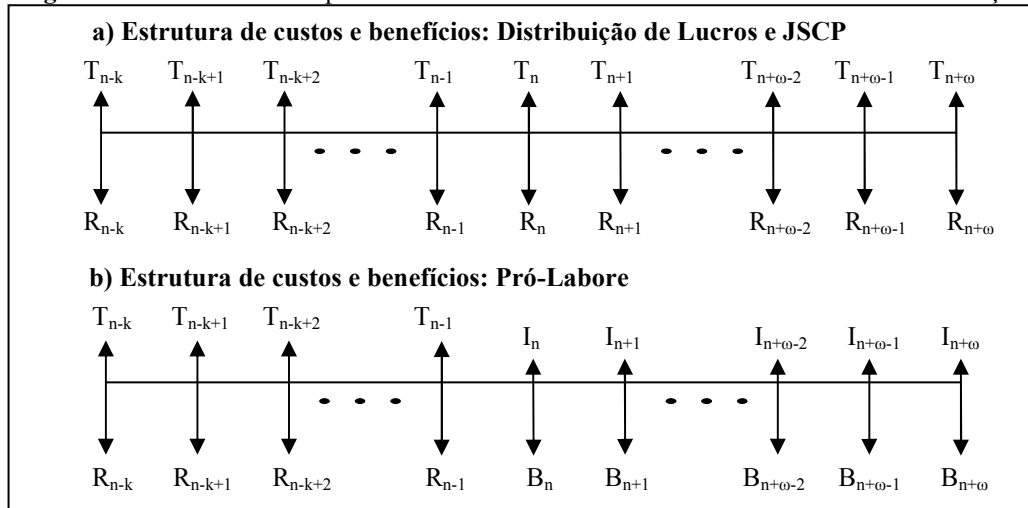 a) Estrutura de custos e benefícios: Distribuição de Lucros e JSCP
Tn-k Tn-k+1 Tn-k+2 Tn-1 Tn Tn+1 Tn+ω-2 Tn+ω-1 Tn+ω
Rn-k Rn-k+1 Rn-k+2 Rn-1 Rn Rn+1 Rn+ω-2 Rn+ω-1 Rn+ω
b) Estrutura de custos e benefícios: Pró-Labore
Tn-k Tn-k+1 Tn-k+2 Tn-1 In In+1 In+ω-2 In+ω-1 In+ω
Rn-k Rn-k+1 Rn-k+2 Rn-1 Bn Bn+1 Bn+ω-2 Bn+ω-1 Bn+ω